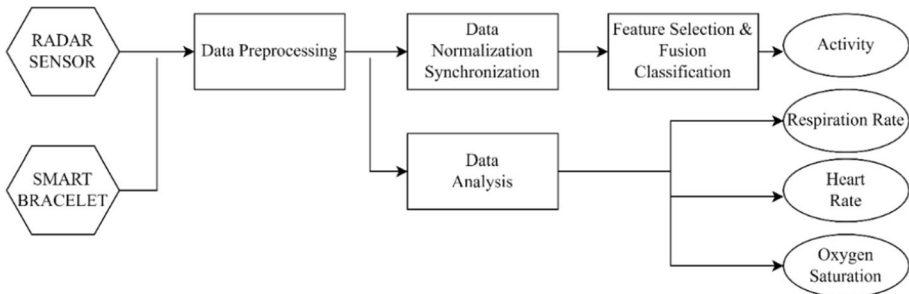 RADAR
SENSOR
Data Preprocessing
Data
Normalization
Synchronization
Feature Selection &
Fusion
Classification
Activity
Respiration Rate
SMART
BRACELET
Data
Analysis
Heart
Rate
Oxygen
Saturation